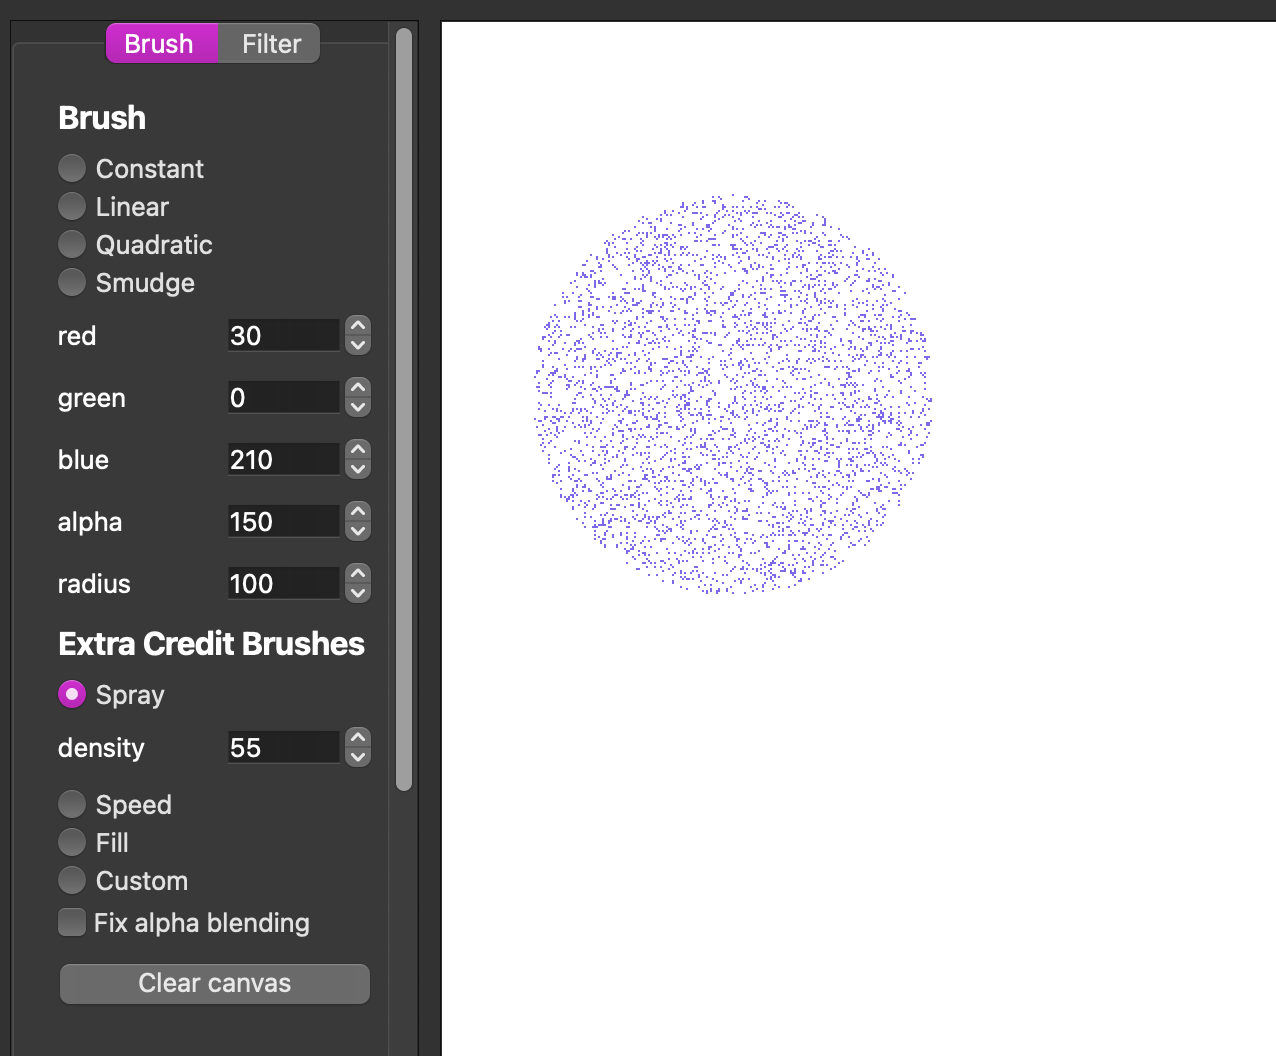 Brush Filter
Brush
Constant
Linear
Quadratic
Smudge
red 30
green 0
blue 210
alpha 150
radius 100
Extra Credit Brushes
Spray
density 55
Speed
Fill
Custom
Fix alpha blending
Clear canvas